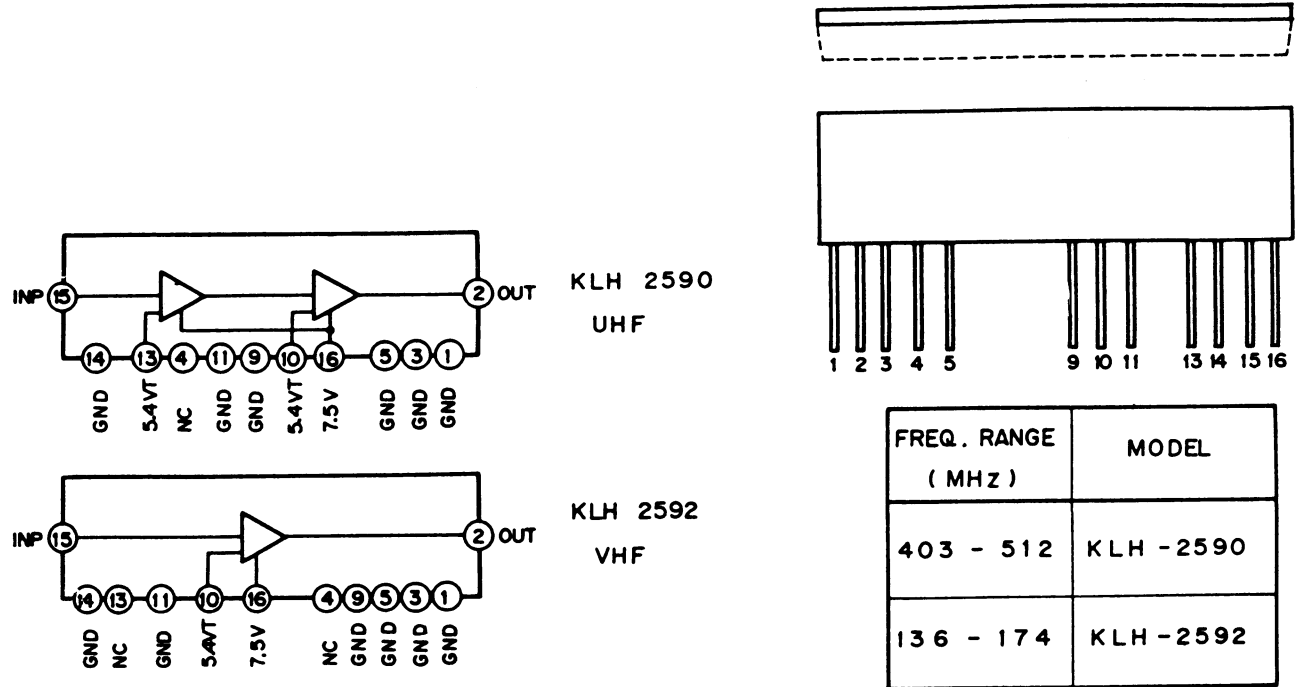 INP 15
2 OUT
14 13 4 11 9 10 16 5 3 1
GND 5.4VT NC GND GND 5.4VT 7.5V GND GND GND
KLH 2590
UHF
INP 15
2 OUT
14 13 11 10 16 4 9 5 3 1
GND NC GND 5.4VT 7.5V NC GND GND GND GND
KLH 2592
VHF
1 2 3 4 5 9 10 11 13 14 15 16
FREQ. RANGE MODEL
(MHz)
403 - 512 KLH-2590
136 - 174 KLH-2592